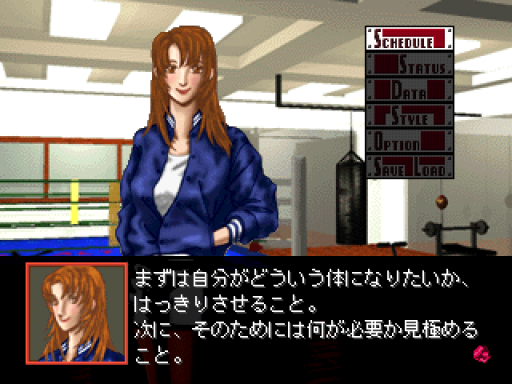 SCHEDULE
STATUS
DATA
STYLE
OPTION
SAVE LOAD
まずは自分がどういう体になりたいか、
はっきりさせること。
次に、そのためには何が必要か見極める
こと。